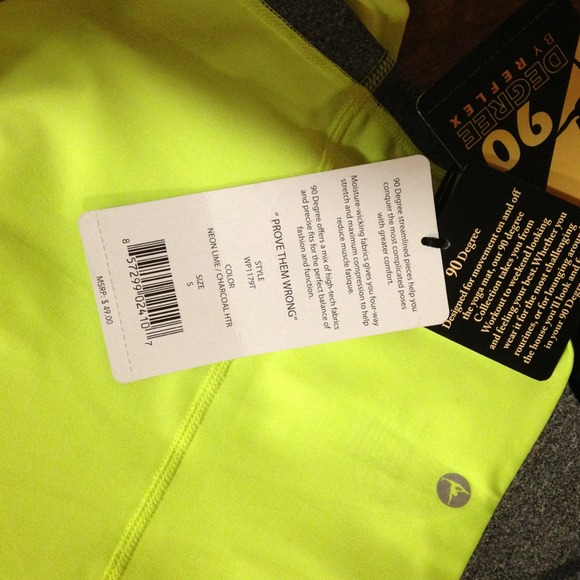 90
DEGREE
BY REFLEX
90 Degree streamlined pieces help you
conquer the most complicated poses
with greater comfort.
Moisture-wicking fabrics gives you four-way
stretch and maximum compression to help
reduce muscle fatique.
90 Degree offers a mix of high-tech fabrics
and precise fits for the perfect balance of
fashion and function.
" PROVE THEM WRONG"
STYLE
WP1179T
COLOR
NEON LIME / CHARCOAL HTR
SIZE
S
8 57299 02410 7
MSRP: $ 49.00
90 Degree
Designed for movement on and off
the yoga mat, our 90 Degree
Collection takes you from
Workout to weekend looking
and feeling your best. Whether you
wear it for the most challenging
rourines, or for lounging around
the house you'll look and
in your 90 Degree